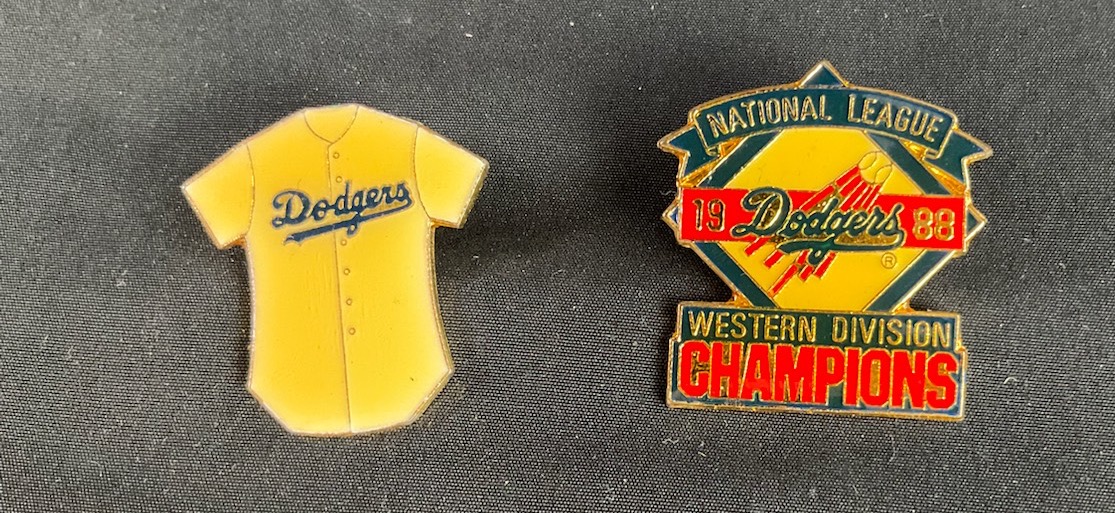 Dodgers
NATIONAL LEAGUE
19 Dodgers 88
®
WESTERN DIVISION
CHAMPIONS